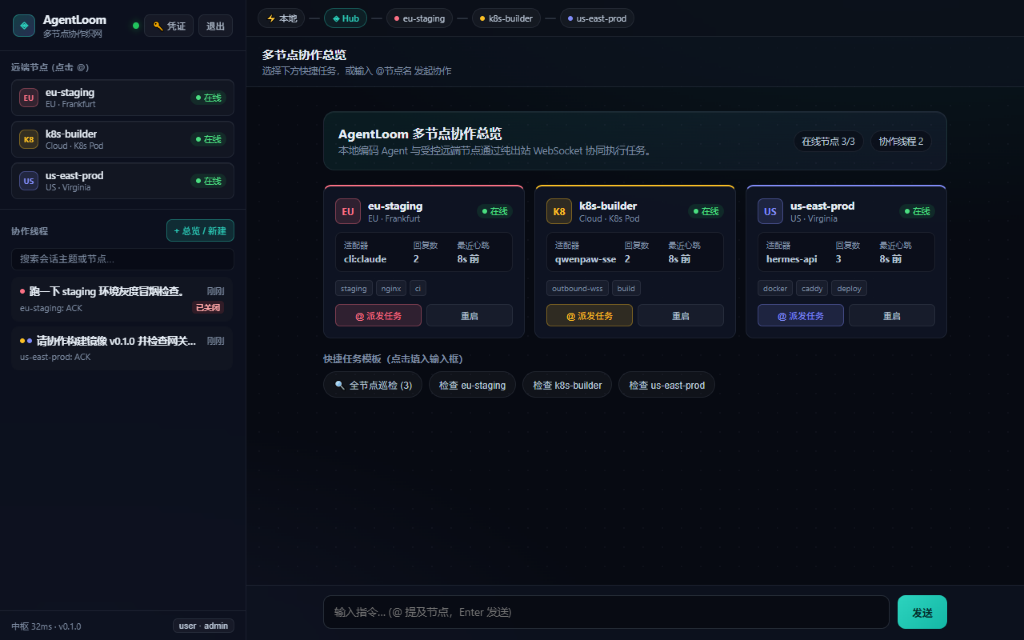 AgentLoom
多节点协作织网
凭证
退出
远端节点 (点击 @)
EU
eu-staging
EU · Frankfurt
在线
K8
k8s-builder
Cloud · K8s Pod
在线
US
us-east-prod
US · Virginia
在线
协作线程
+ 总览 / 新建
搜索会话主题或节点...
跑一下 staging 环境灰度冒烟检查。
刚刚
eu-staging: ACK
已关闭
请协作构建镜像 v0.1.0 并检查网关...
刚刚
us-east-prod: ACK
中枢 32ms · v0.1.0
user · admin
本地
Hub
eu-staging
k8s-builder
us-east-prod
多节点协作总览
选择下方快捷任务，或输入 @节点名 发起协作
AgentLoom 多节点协作总览
本地编码 Agent 与受控远端节点通过纯出站 WebSocket 协同执行任务。
在线节点 3/3
协作线程 2
EU
eu-staging
EU · Frankfurt
在线
适配器
回复数
最近心跳
cli:claude
2
8s 前
staging
nginx
ci
@ 派发任务
重启
K8
k8s-builder
Cloud · K8s Pod
在线
适配器
回复数
最近心跳
qwenpaw-sse
2
8s 前
outbound-wss
build
@ 派发任务
重启
US
us-east-prod
US · Virginia
在线
适配器
回复数
最近心跳
hermes-api
3
8s 前
docker
caddy
deploy
@ 派发任务
重启
快捷任务模板（点击填入输入框）
全节点巡检 (3)
检查 eu-staging
检查 k8s-builder
检查 us-east-prod
输入指令... (@ 提及节点，Enter 发送)
发送